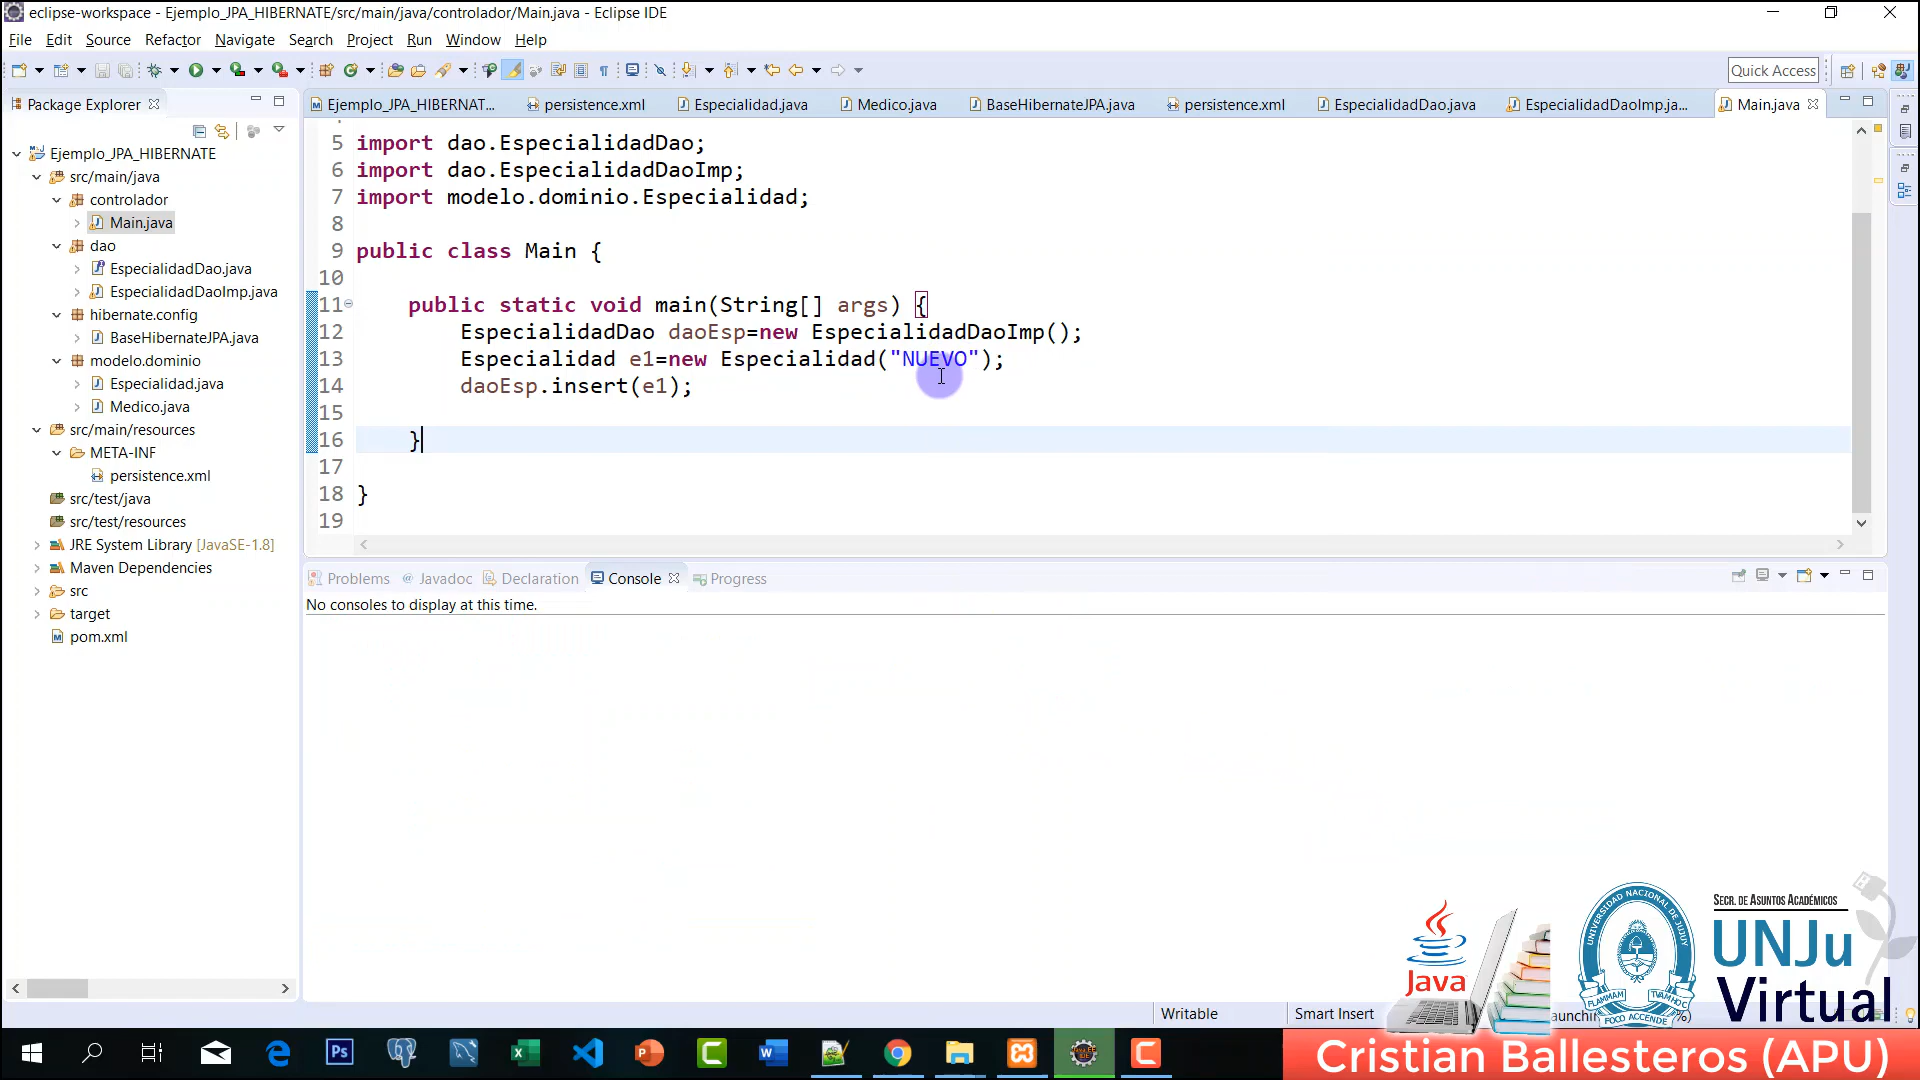 eclipse-workspace - Ejemplo_JPA_HIBERNATE/src/main/java/controlador/Main.java - Eclipse IDE
File Edit Source Refactor Navigate Search Project Run Window Help
Quick Access
Package Explorer
Ejemplo_JPA_HIBERNAT... persistence.xml Especialidad.java Medico.java BaseHibernateJPA.java persistence.xml EspecialidadDao.java EspecialidadDaoImp.ja... Main.java
Ejemplo_JPA_HIBERNATE
src/main/java
controlador
Main.java
dao
EspecialidadDao.java
EspecialidadDaoImp.java
hibernate.config
BaseHibernateJPA.java
modelo.dominio
Especialidad.java
Medico.java
src/main/resources
META-INF
persistence.xml
src/test/java
src/test/resources
JRE System Library [JavaSE-1.8]
Maven Dependencies
src
target
pom.xml
5 import dao.EspecialidadDao;
6 import dao.EspecialidadDaoImp;
7 import modelo.dominio.Especialidad;
8
9 public class Main {
10
11 public static void main(String[] args) {
12 EspecialidadDao daoEsp=new EspecialidadDaoImp();
13 Especialidad e1=new Especialidad("NUEVO");
14 daoEsp.insert(e1);
15
16 }
17
18 }
19
Problems @ Javadoc Declaration Console Progress
No consoles to display at this time.
Writable Smart Insert
Java
UNIVERSIDAD NACIONAL DE JUJUY
SECR. DE ASUNTOS ACADÉMICOS
UNJu
Virtual
Cristian Ballesteros (APU)